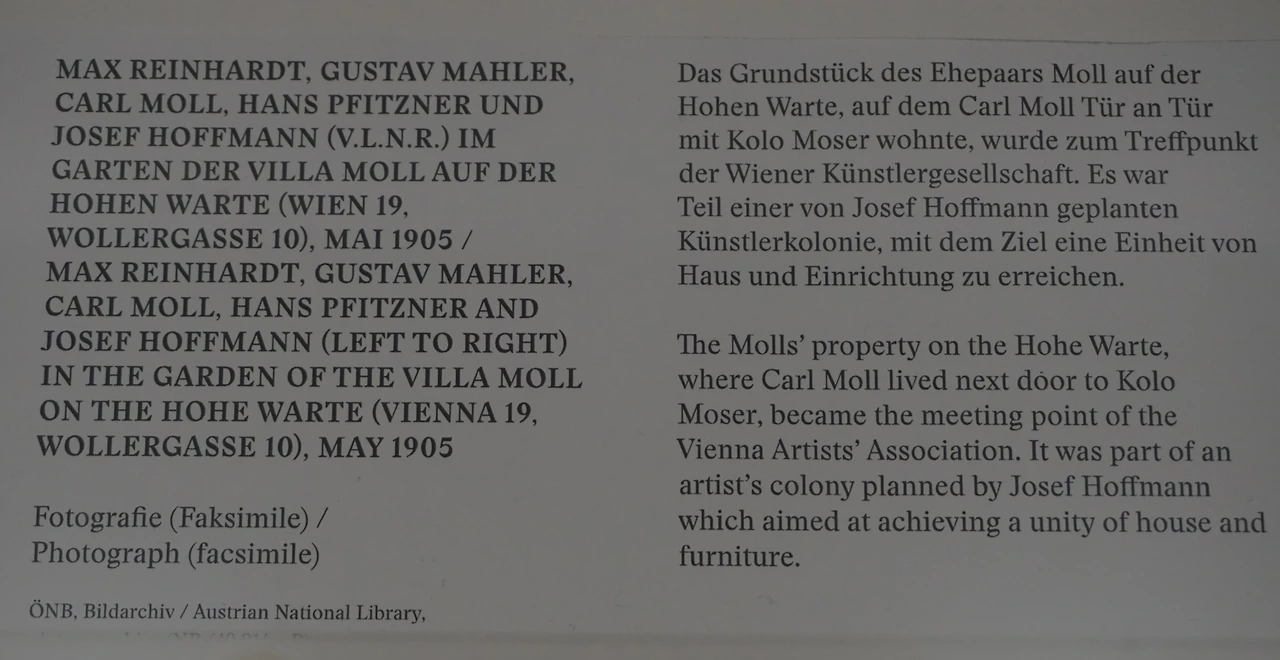 MAX REINHARDT, GUSTAV MAHLER,
CARL MOLL, HANS PFITZNER UND
JOSEF HOFFMANN (V.L.N.R.) IM
GARTEN DER VILLA MOLL AUF DER
HOHEN WARTE (WIEN 19,
WOLLERGASSE 10), MAI 1905 /
MAX REINHARDT, GUSTAV MAHLER,
CARL MOLL, HANS PFITZNER AND
JOSEF HOFFMANN (LEFT TO RIGHT)
IN THE GARDEN OF THE VILLA MOLL
ON THE HOHE WARTE (VIENNA 19,
WOLLERGASSE 10), MAY 1905
Fotografie (Faksimile) /
Photograph (facsimile)
ÖNB, Bildarchiv / Austrian National Library,
Das Grundstück des Ehepaars Moll auf der
Hohen Warte, auf dem Carl Moll Tür an Tür
mit Kolo Moser wohnte, wurde zum Treffpunkt
der Wiener Künstlergesellschaft. Es war
Teil einer von Josef Hoffmann geplanten
Künstlerkolonie, mit dem Ziel eine Einheit von
Haus und Einrichtung zu erreichen.
The Molls' property on the Hohe Warte,
where Carl Moll lived next door to Kolo
Moser, became the meeting point of the
Vienna Artists' Association. It was part of an
artist's colony planned by Josef Hoffmann
which aimed at achieving a unity of house and
furniture.